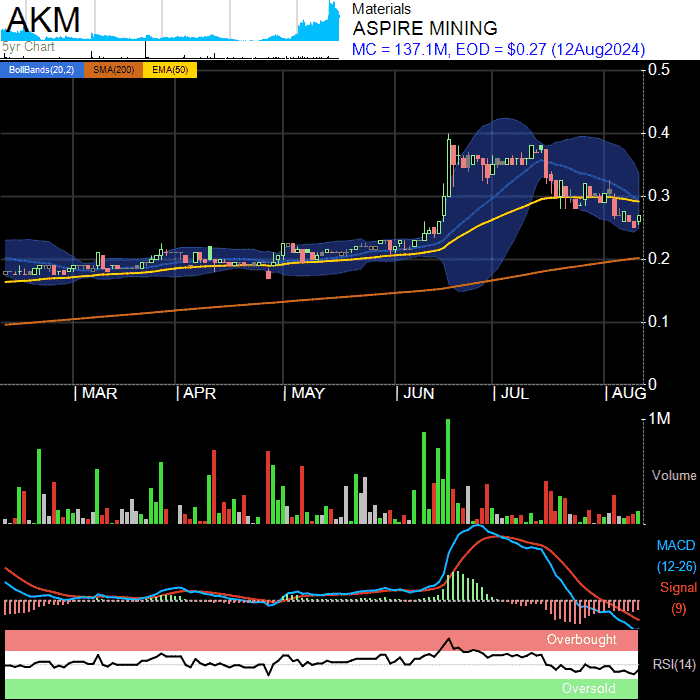 AKM
5yr Chart
Materials
ASPIRE MINING
MC = 137.1M, EOD = $0.27 (12Aug2024)
BollBands(20,2) SMA(200) EMA(50)
0.5
0.4
0.3
0.2
0.1
0
MAR APR MAY JUN JUL AUG
1M
Volume
MACD
(12-26)
Signal
(9)
Overbought
RSI(14)
Oversold